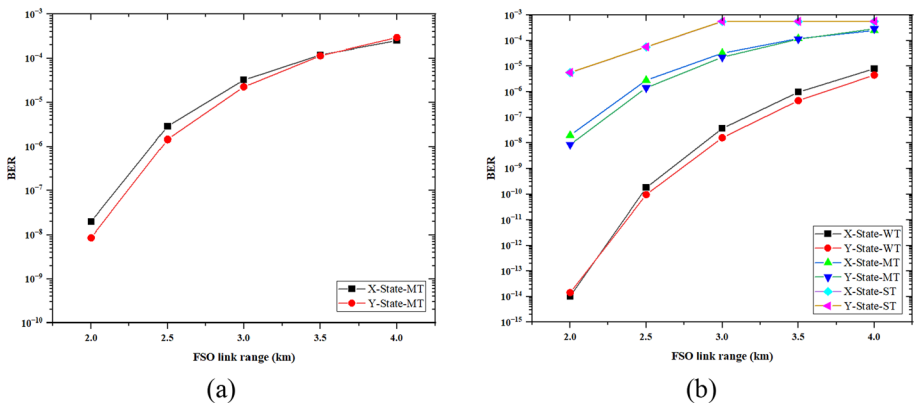 10⁻³
10⁻⁴
10⁻⁵
10⁻⁶
10⁻⁷
10⁻⁸
10⁻⁹
10⁻¹⁰
BER
2.0 2.5 3.0 3.5 4.0
FSO link range (km)
X-State-MT
Y-State-MT
(a)
10⁻³
10⁻⁴
10⁻⁵
10⁻⁶
10⁻⁷
10⁻⁸
10⁻⁹
10⁻¹⁰
10⁻¹¹
10⁻¹²
10⁻¹³
10⁻¹⁴
10⁻¹⁵
BER
2.0 2.5 3.0 3.5 4.0
FSO link range (km)
X-State-WT
Y-State-WT
X-State-MT
Y-State-MT
X-State-ST
Y-State-ST
(b)